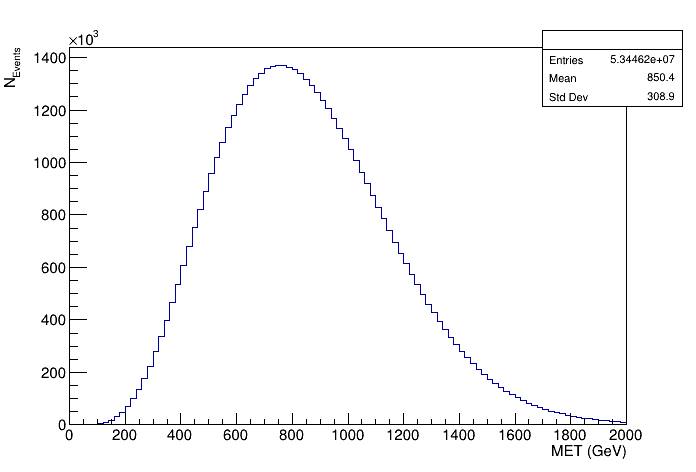 ×10³
N_Events
1400
1200
1000
800
600
400
200
0
0 200 400 600 800 1000 1200 1400 1600 1800 2000
MET (GeV)
Entries 5.34462e+07
Mean 850.4
Std Dev 308.9